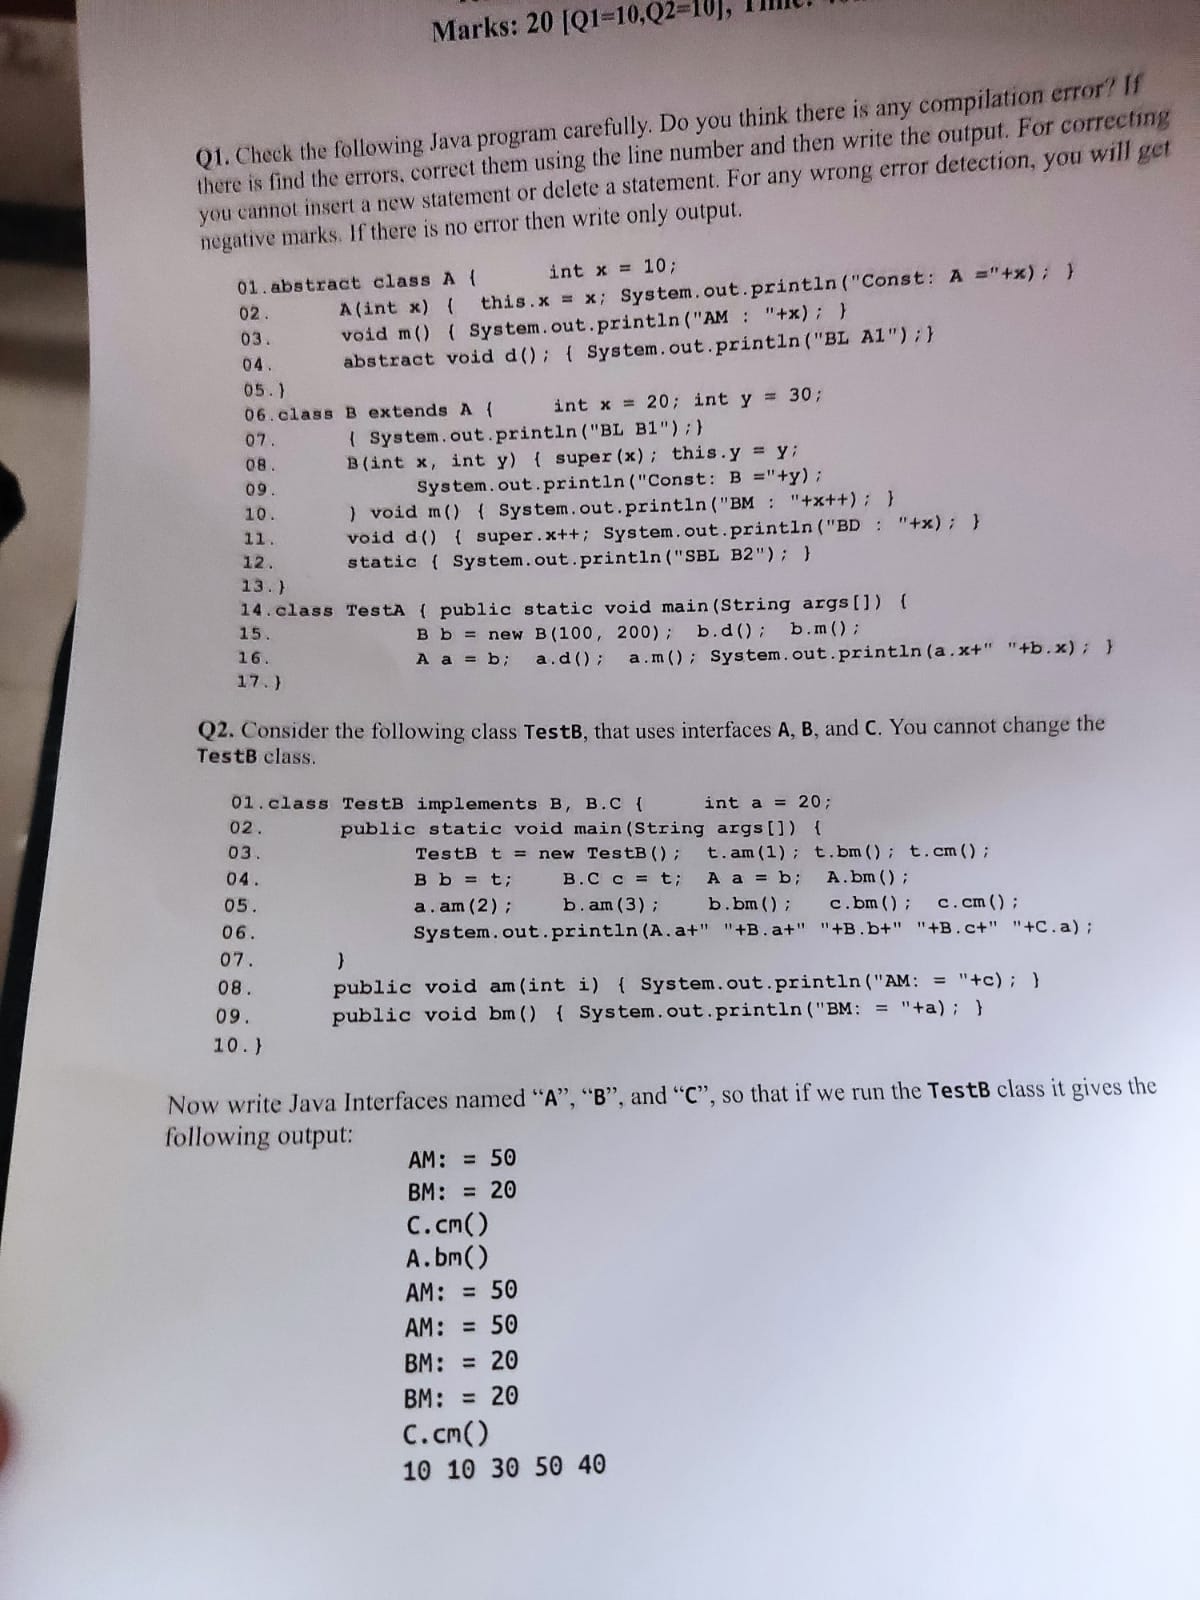 Marks: 20 [Q1=10,Q2=10],
Q1. Check the following Java program carefully. Do you think there is any compilation error? If
there is find the errors, correct them using the line number and then write the output. For correcting
you cannot insert a new statement or delete a statement. For any wrong error detection, you will get
negative marks. If there is no error then write only output.
01.abstract class A { int x = 10;
02. A(int x) { this.x = x; System.out.println("Const: A ="+x); }
03. void m() { System.out.println("AM : "+x); }
04. abstract void d(); { System.out.println("BL A1");}
05.}
06.class B extends A { int x = 20; int y = 30;
07. { System.out.println("BL B1");}
08. B(int x, int y) { super(x); this.y = y;
09. System.out.println("Const: B ="+y);
10. } void m() { System.out.println("BM : "+x++); }
11. void d() { super.x++; System.out.println("BD : "+x); }
12. static { System.out.println("SBL B2"); }
13.}
14.class TestA { public static void main(String args[]) {
15. B b = new B(100, 200); b.d(); b.m();
16. A a = b; a.d(); a.m(); System.out.println(a.x+" "+b.x); }
17.}
Q2. Consider the following class TestB, that uses interfaces A, B, and C. You cannot change the
TestB class.
01.class TestB implements B, B.C { int a = 20;
02. public static void main(String args[]) {
03. TestB t = new TestB(); t.am(1); t.bm(); t.cm();
04. B b = t; B.C c = t; A a = b; A.bm();
05. a.am(2); b.am(3); b.bm(); c.bm(); c.cm();
06. System.out.println(A.a+" "+B.a+" "+B.b+" "+B.c+" "+C.a);
07. }
08. public void am(int i) { System.out.println("AM: = "+c); }
09. public void bm() { System.out.println("BM: = "+a); }
10.}
Now write Java Interfaces named “A”, “B”, and “C”, so that if we run the TestB class it gives the
following output:
AM: = 50
BM: = 20
C.cm()
A.bm()
AM: = 50
AM: = 50
BM: = 20
BM: = 20
C.cm()
10 10 30 50 40